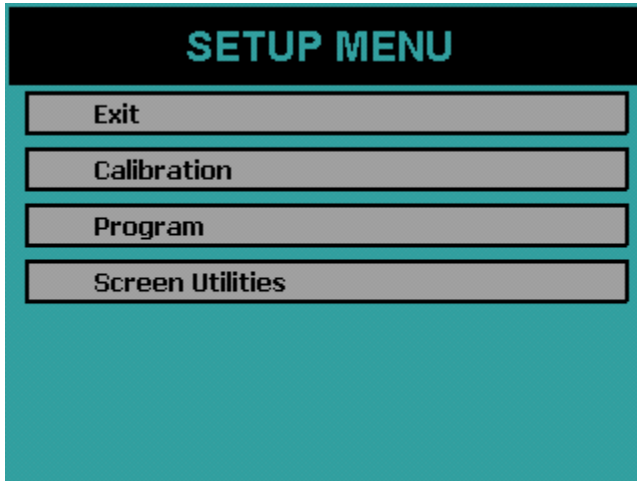 SETUP MENU
Exit
Calibration
Program
Screen Utilities